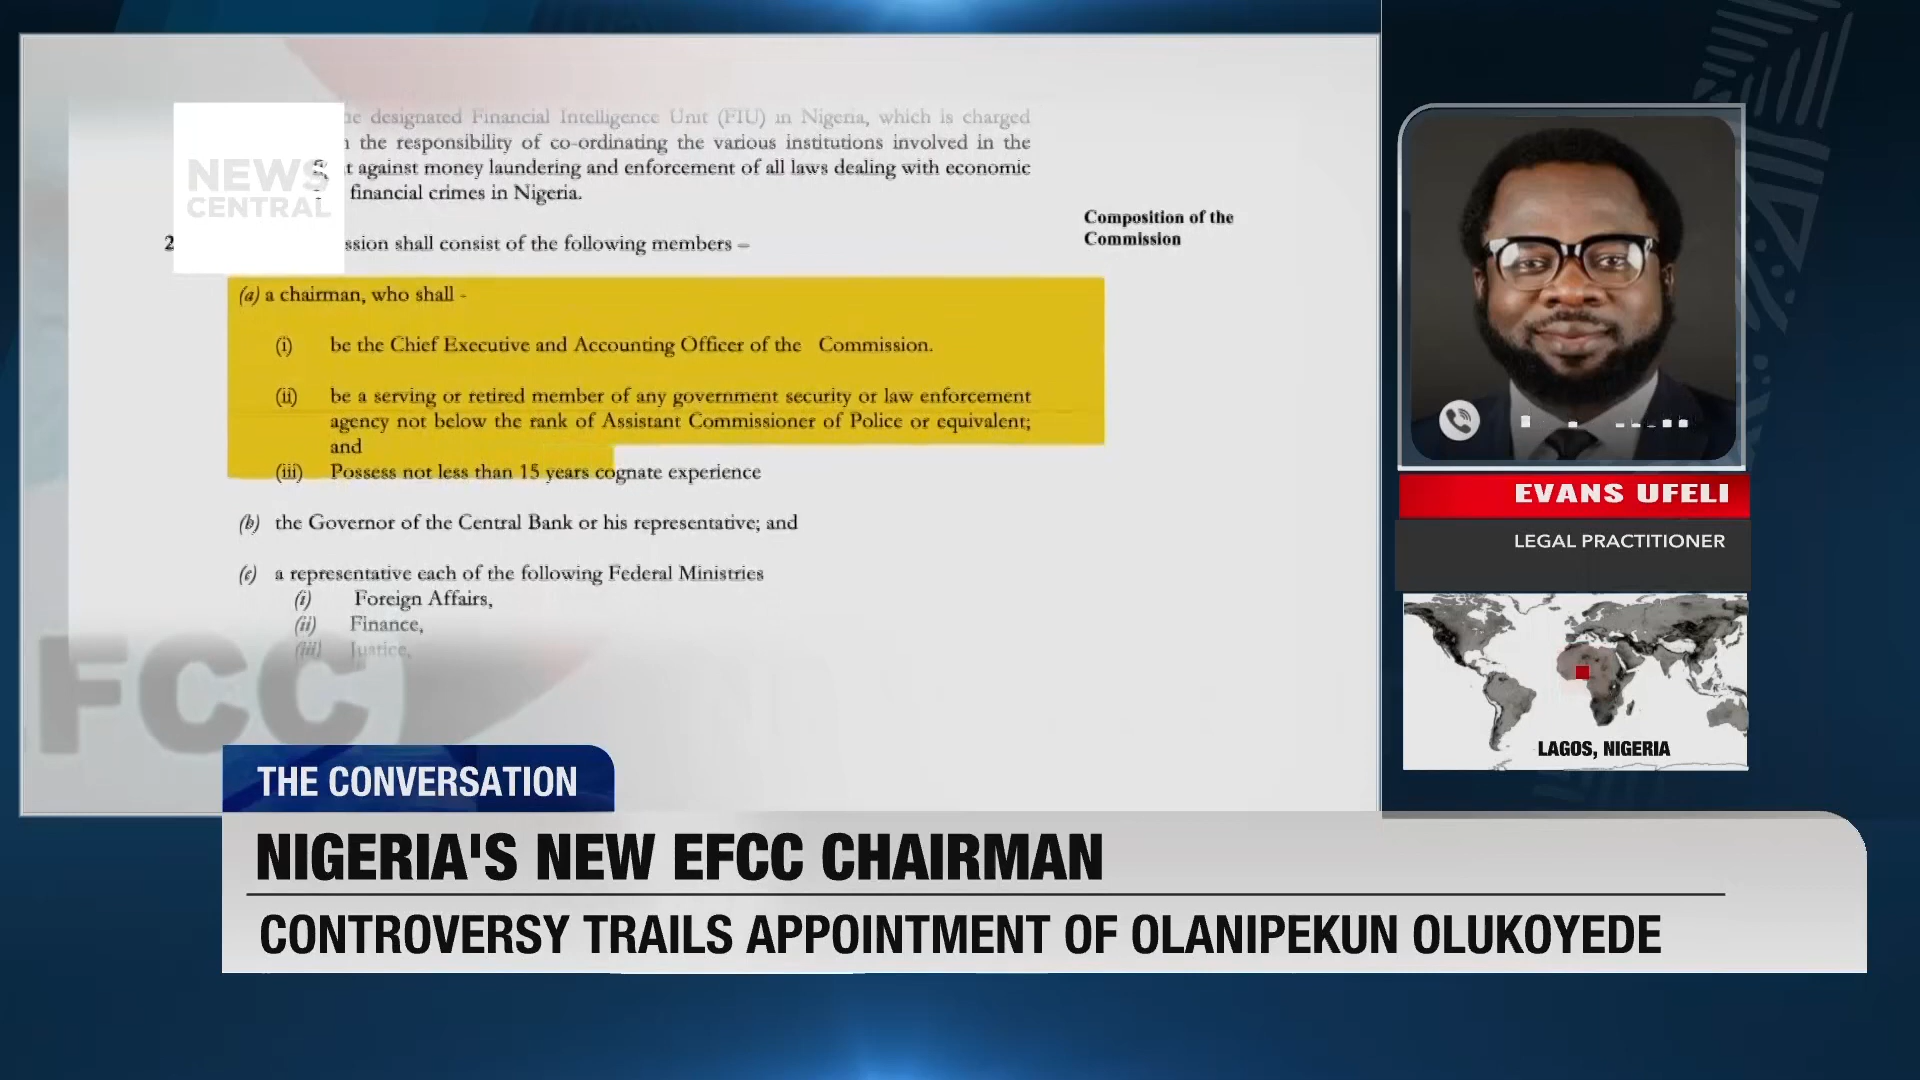 he designated Financial Intelligence Unit (FIU) in Nigeria, which is charged
the responsibility of co-ordinating the various institutions involved in the
against money laundering and enforcement of all laws dealing with economic
financial crimes in Nigeria.
NEWS
CENTRAL
Composition of the
Commission
2
ssion shall consist of the following members –
(a) a chairman, who shall -
(i) be the Chief Executive and Accounting Officer of the Commission.
(ii) be a serving or retired member of any government security or law enforcement
agency not below the rank of Assistant Commissioner of Police or equivalent;
and
(iii) Possess not less than 15 years cognate experience
(b) the Governor of the Central Bank or his representative; and
(c) a representative each of the following Federal Ministries
(i) Foreign Affairs,
(ii) Finance,
(iii) Justice,
FCC
EVANS UFELI
LEGAL PRACTITIONER
LAGOS, NIGERIA
THE CONVERSATION
NIGERIA'S NEW EFCC CHAIRMAN
CONTROVERSY TRAILS APPOINTMENT OF OLANIPEKUN OLUKOYEDE